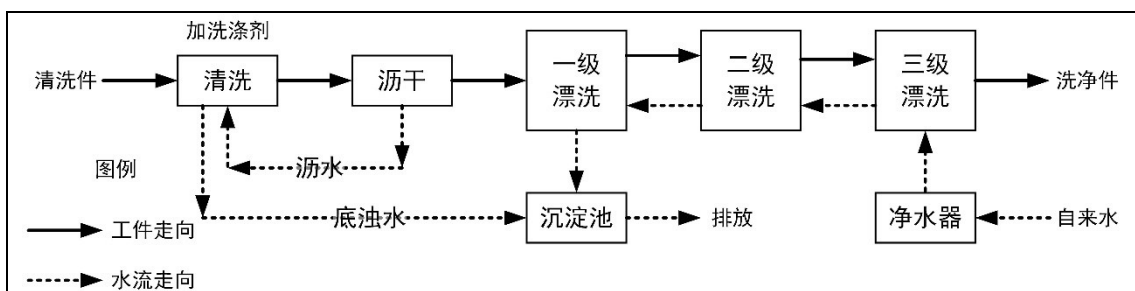 加洗涤剂
清洗件
清洗
沥干
一级
漂洗
二级
漂洗
三级
漂洗
洗净件
沥水
图例
底浊水
沉淀池
排放
净水器
自来水
工件走向
水流走向